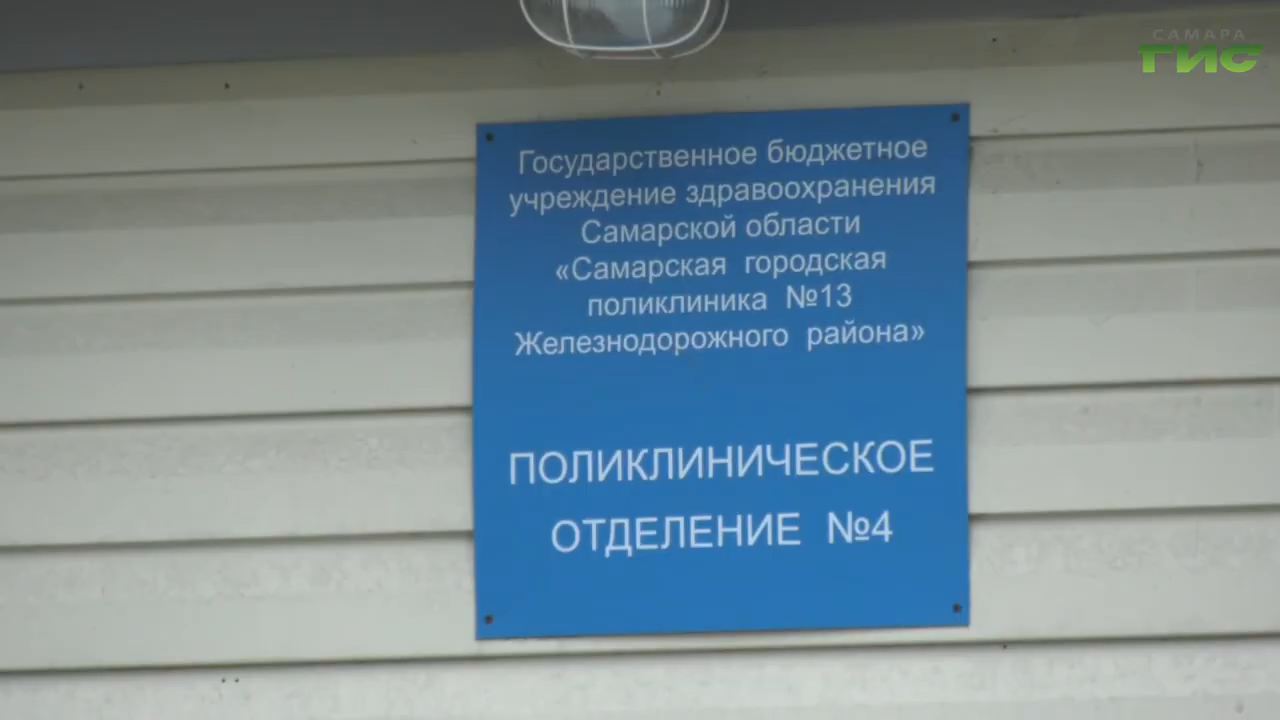 САМАРА
ГИС
Государственное бюджетное
учреждение здравоохранения
Самарской области
«Самарская городская
поликлиника №13
Железнодорожного района»
ПОЛИКЛИНИЧЕСКОЕ
ОТДЕЛЕНИЕ №4